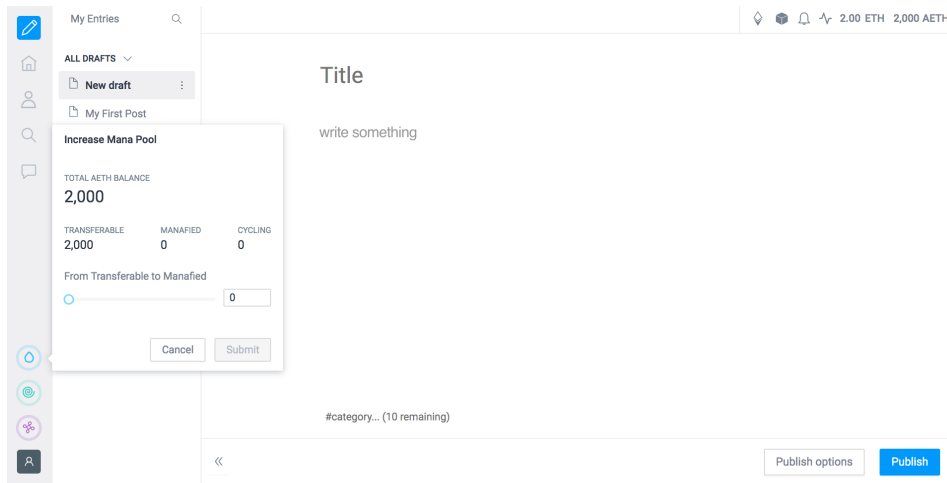 My Entries
2.00 ETH 2,000 AETH
ALL DRAFTS
New draft
My First Post
Title
write something
Increase Mana Pool
TOTAL AETH BALANCE
2,000
TRANSFERABLE MANAFIED CYCLING
2,000 0 0
From Transferable to Manafied
0
Cancel Submit
#category... (10 remaining)
Publish options Publish